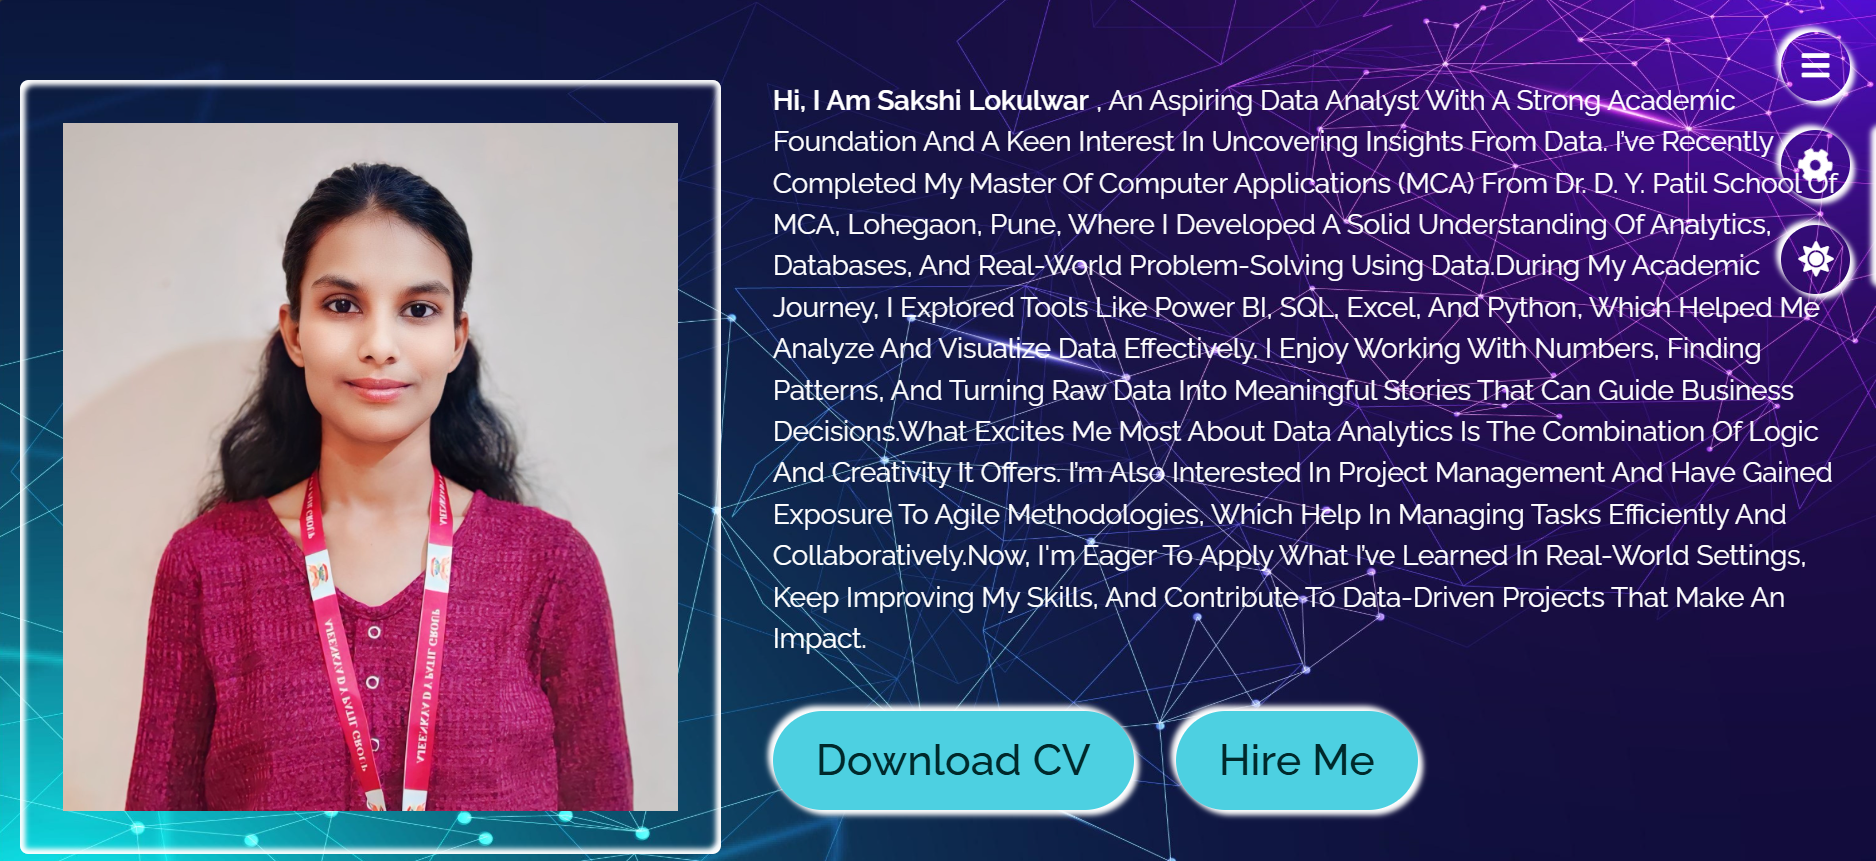 Hi, I Am Sakshi Lokulwar , An Aspiring Data Analyst With A Strong Academic
Foundation And A Keen Interest In Uncovering Insights From Data. I've Recently
Completed My Master Of Computer Applications (MCA) From Dr. D. Y. Patil School Of
MCA, Lohegaon, Pune, Where I Developed A Solid Understanding Of Analytics,
Databases, And Real-World Problem-Solving Using Data.During My Academic
Journey, I Explored Tools Like Power BI, SQL, Excel, And Python, Which Helped Me
Analyze And Visualize Data Effectively. I Enjoy Working With Numbers, Finding
Patterns, And Turning Raw Data Into Meaningful Stories That Can Guide Business
Decisions.What Excites Me Most About Data Analytics Is The Combination Of Logic
And Creativity It Offers. I'm Also Interested In Project Management And Have Gained
Exposure To Agile Methodologies, Which Help In Managing Tasks Efficiently And
Collaboratively.Now, I'm Eager To Apply What I've Learned In Real-World Settings,
Keep Improving My Skills, And Contribute To Data-Driven Projects That Make An
Impact.
Download CV
Hire Me